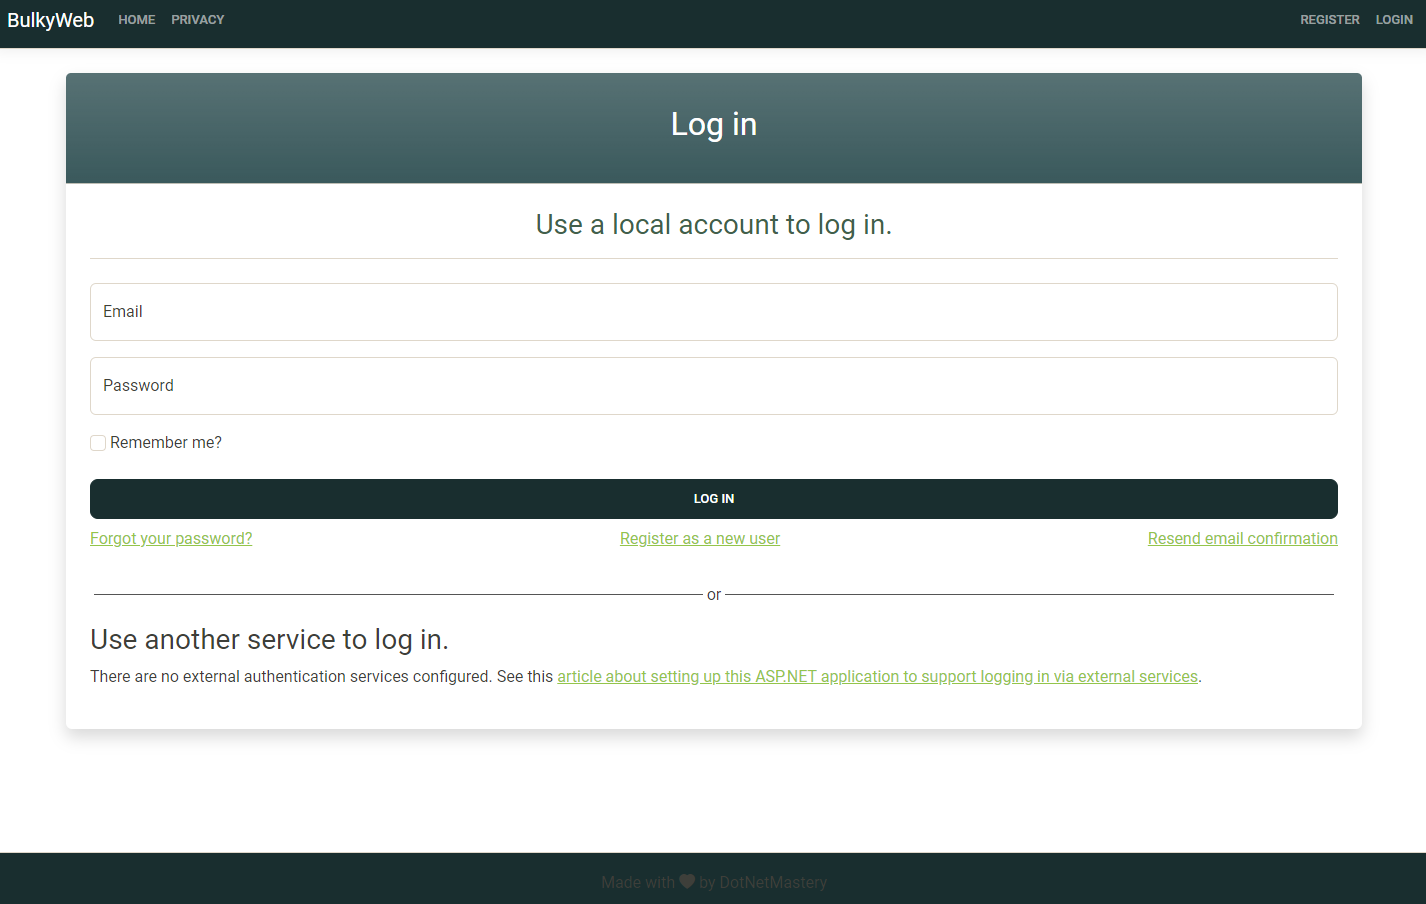 BulkyWeb HOME PRIVACY REGISTER LOGIN
Log in
Use a local account to log in.
Email
Password
Remember me?
LOG IN
Forgot your password? Register as a new user Resend email confirmation
or
Use another service to log in.
There are no external authentication services configured. See this article about setting up this ASP.NET application to support logging in via external services.
Made with ♥ by DotNetMastery